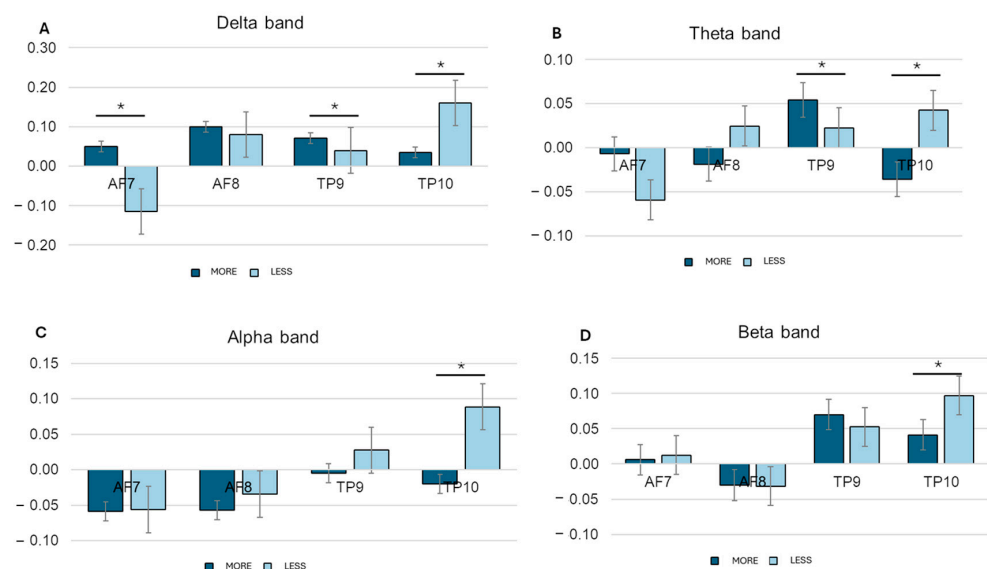 A
Delta band
0.30
0.20
*
*
*
0.10
0.00
AF7 AF8 TP9 TP10
− 0.10
− 0.20
MORE LESS
B
Theta band
0.10
*
*
0.05
0.00
AF7 AF8 TP9 TP10
− 0.05
− 0.10
MORE LESS
C
Alpha band
0.15
*
0.10
0.05
0.00
AF7 AF8 TP9 TP10
− 0.05
− 0.10
MORE LESS
D
Beta band
0.15
*
0.10
0.05
0.00
AF7 AF8 TP9 TP10
− 0.05
− 0.10
MORE LESS